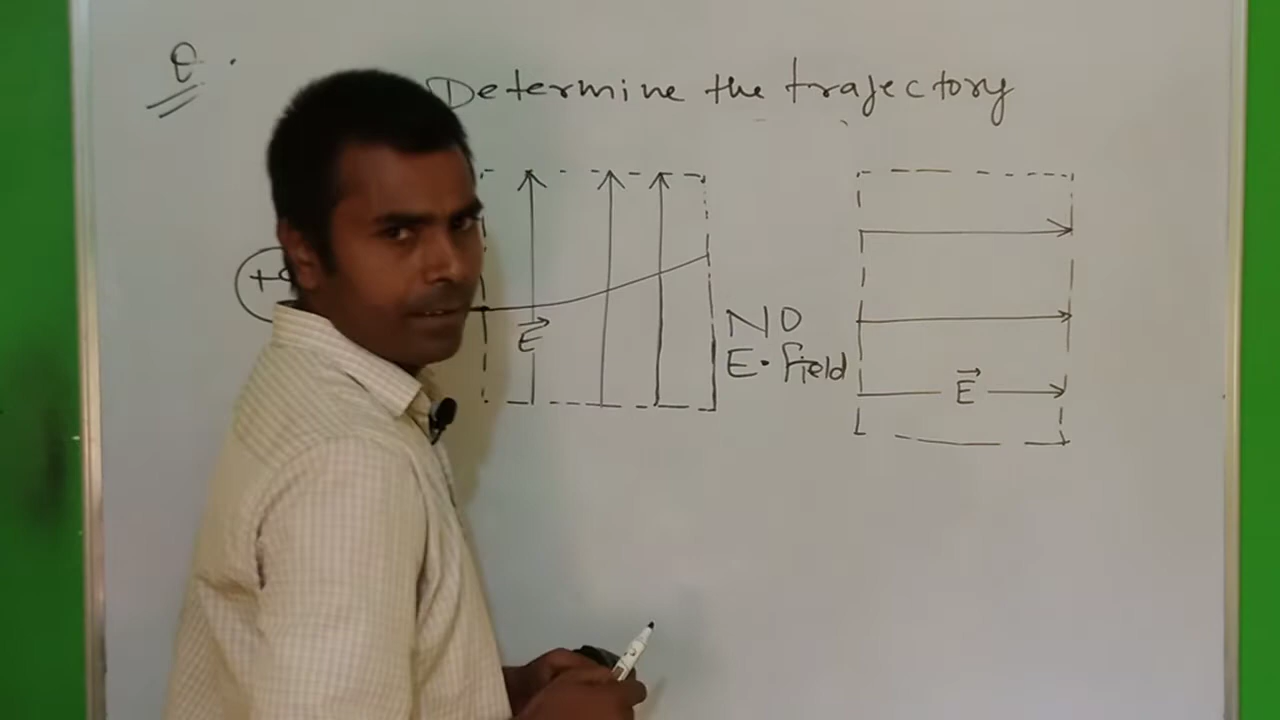 Q.
Determine the trajectory
+
E
NO
E. field
E